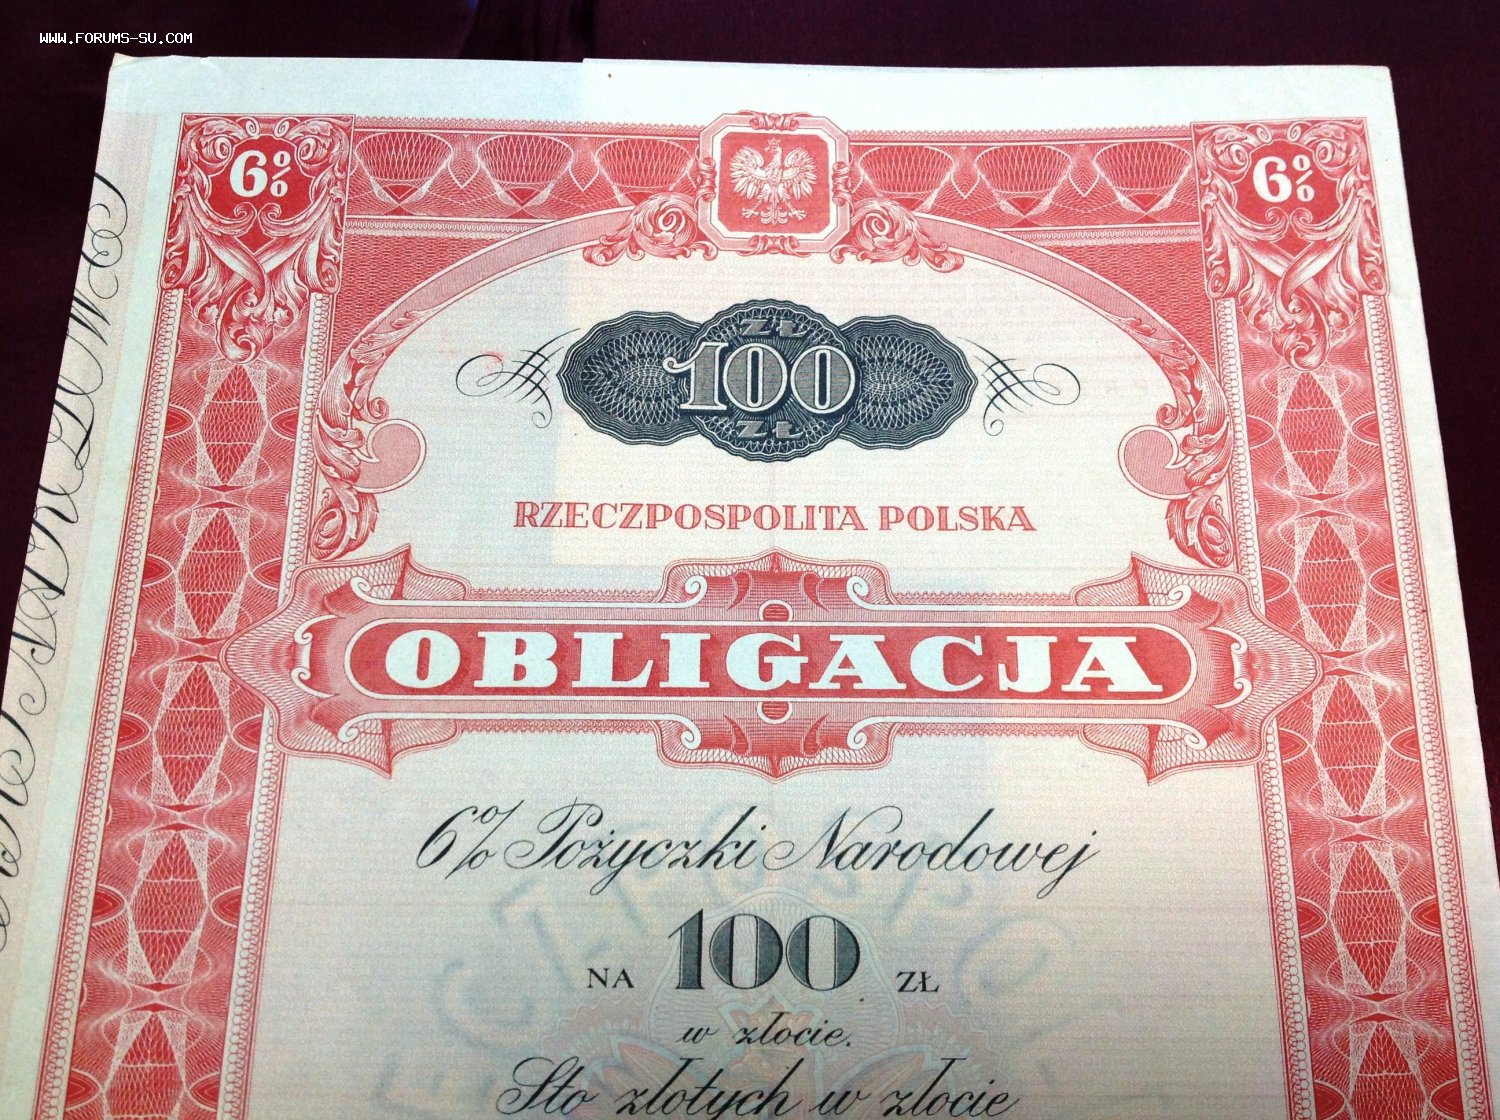 WWW.FORUMS-SU.COM
6%
6%
ZŁ
100
ZŁ
RZECZPOSPOLITA POLSKA
OBLIGACJA
6% Pożyczki Narodowej
NA 100 ZŁ
w złocie.
Sto złotych w złocie